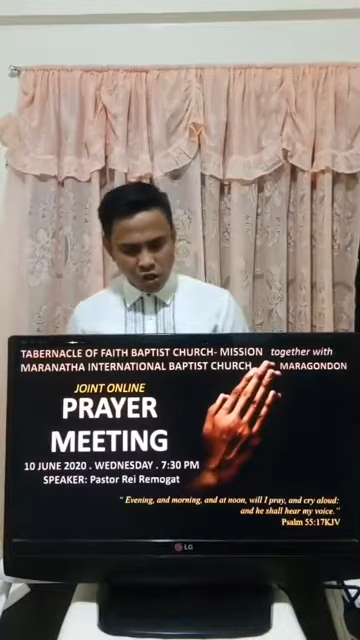 TABERNACLE OF FAITH BAPTIST CHURCH- MISSION together with
MARANATHA INTERNATIONAL BAPTIST CHURCH - MARAGONDON
JOINT ONLINE
PRAYER
MEETING
10 JUNE 2020 . WEDNESDAY . 7:30 PM
SPEAKER: Pastor Rei Remogat
" Evening, and morning, and at noon, will I pray, and cry aloud:
and he shall hear my voice."
Psalm 55:17KJV
LG